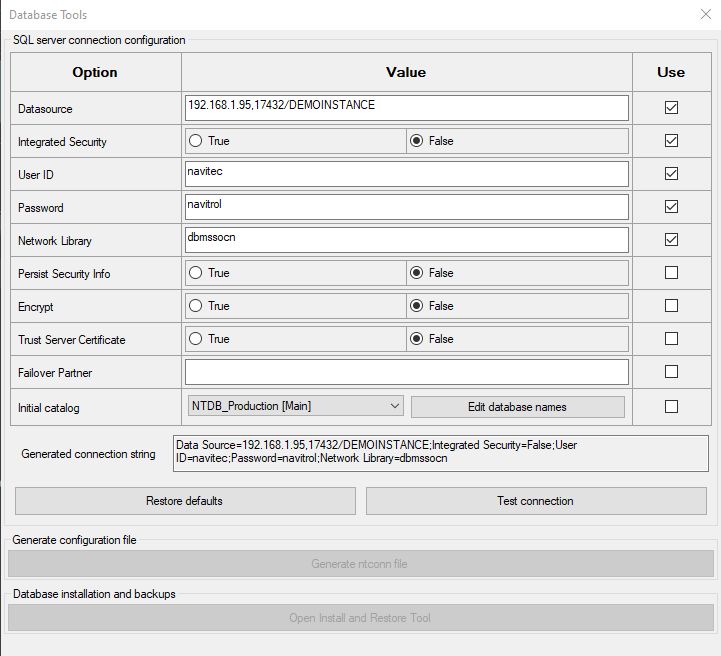 Database Tools
SQL server connection configuration
Option Value Use
Datasource 192.168.1.95,17432/DEMOINSTANCE
Integrated Security True False
User ID navitec
Password navitrol
Network Library dbmssocn
Persist Security Info True False
Encrypt True False
Trust Server Certificate True False
Failover Partner
Initial catalog NTDB_Production [Main] Edit database names
Generated connection string
Data Source=192.168.1.95,17432/DEMOINSTANCE;Integrated Security=False;User
ID=navitec;Password=navitrol;Network Library=dbmssocn
Restore defaults Test connection
Generate configuration file
Generate ntconn file
Database installation and backups
Open Install and Restore Tool